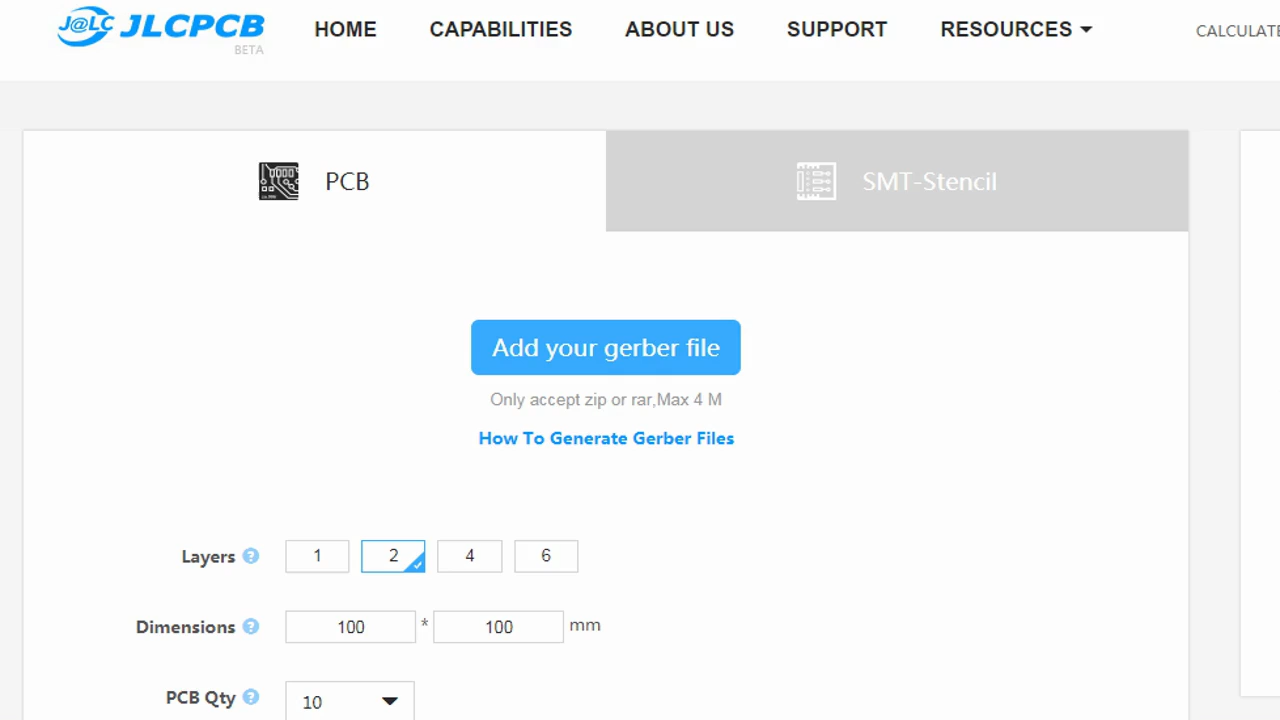 J@LC JLCPCB
BETA
HOME
CAPABILITIES
ABOUT US
SUPPORT
RESOURCES
CALCULATE
PCB
SMT-Stencil
Add your gerber file
Only accept zip or rar,Max 4 M
How To Generate Gerber Files
Layers ? 1 2 4 6
Dimensions ? 100 * 100 mm
PCB Qty ? 10